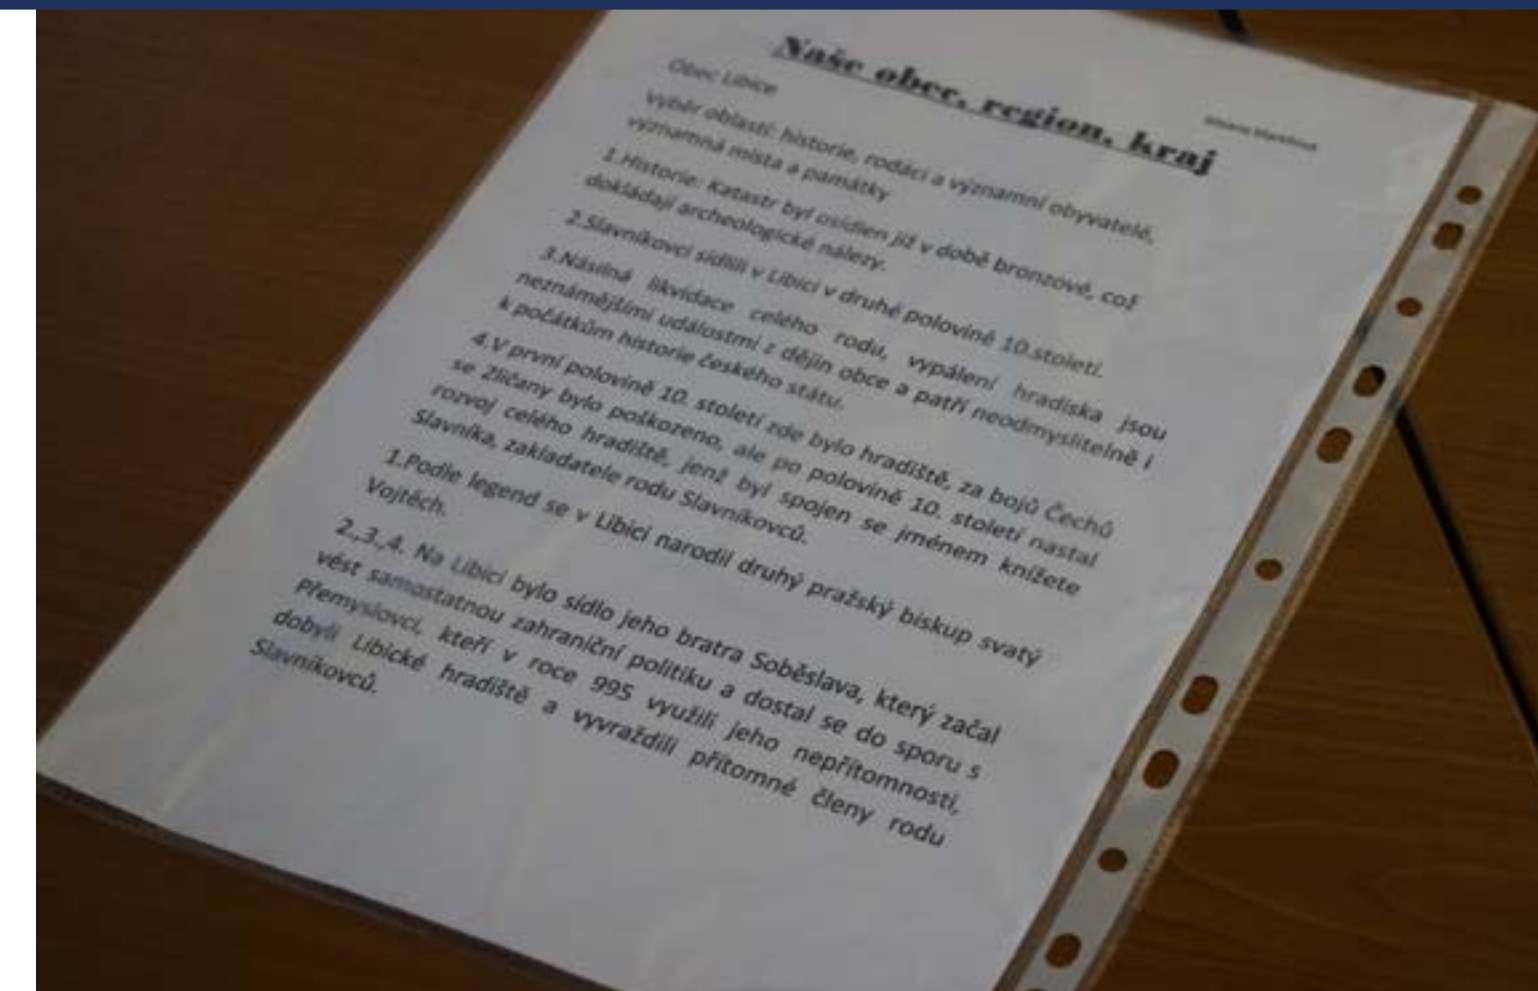 Naše obec, region, kraj
Obec Libice
Výběr oblastí: historie, rodáci a významní obyvatelé,
významná místa a památky
1.Historie: Katastr byl osídlen již v době bronzové, což
dokládají archeologické nálezy.
2.Slavníkovci sídlili v Libici v druhé polovině 10.století.
3.Násilná likvidace celého rodu, vypálení hradiska jsou
neznámějšími událostmi z dějin obce a patří neodmyslitelně i
k počátkům historie českého státu.
4.V první polovině 10. století zde bylo hradiště, za bojů Čechů
se Zličany bylo poškozeno, ale po polovině 10. století nastal
rozvoj celého hradiště, jenž byl spojen se jménem knížete
Slavníka, zakladatele rodu Slavníkovců.
1.Podle legend se v Libici narodil druhý pražský biskup svatý
Vojtěch.
2.,3.,4. Na Libici bylo sídlo jeho bratra Soběslava, který začal
vést samostatnou zahraniční politiku a dostal se do sporu s
Přemyslovci, kteří v roce 995 využili jeho nepřítomnosti,
dobyli Libické hradiště a vyvraždili přítomné členy rodu
Slavníkovců.